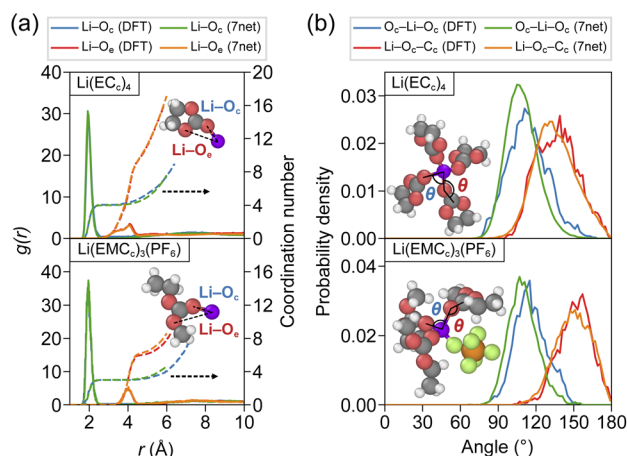 (a)
Li–Oc (DFT) Li–Oc (7net)
Li–Oe (DFT) Li–Oe (7net)
40 20
Li(ECc)4
30 16
Li–Oc
12
20
Li–Oe
8
10
4
0 0
g(r)
Coordination number
40
Li(EMCc)3(PF6)
16
30
Li–Oc
12
20
Li–Oe
8
10
4
0 0
2 4 6 8 10
r (Å)
(b)
Oc–Li–Oc (DFT) Oc–Li–Oc (7net)
Li–Oc–Cc (DFT) Li–Oc–Cc (7net)
Li(ECc)4
0.03
0.02
θ θ
0.01
0.00
Probability density
Li(EMCc)3(PF6)
0.04
θ
θ
0.02
0.00
0 30 60 90 120 150 180
Angle (°)